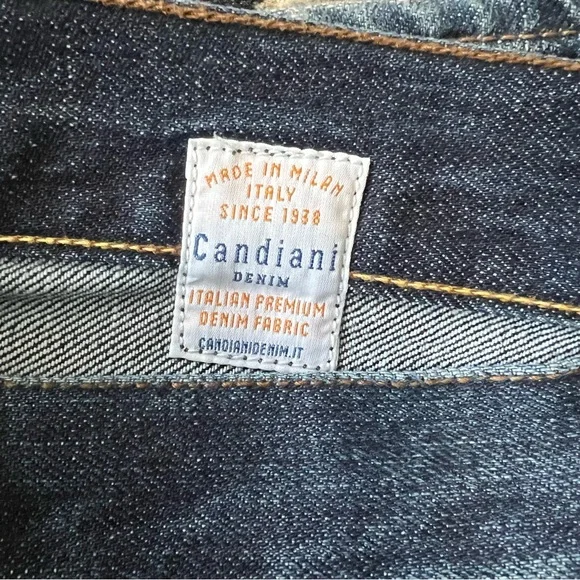 MADE IN MILAN
ITALY
SINCE 1938
Candiani
DENIM
ITALIAN PREMIUM
DENIM FABRIC
CANDIANIDENIM.IT